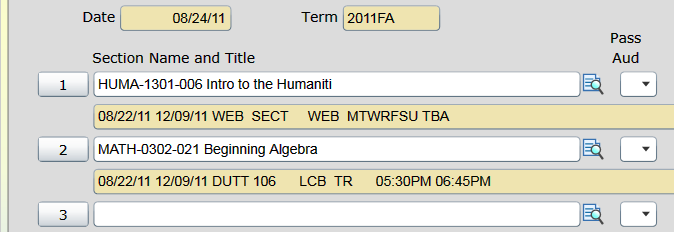 Date 08/24/11 Term 2011FA
Pass
Section Name and Title Aud
1 HUMA-1301-006 Intro to the Humaniti
08/22/11 12/09/11 WEB SECT WEB MTWRFSU TBA
2 MATH-0302-021 Beginning Algebra
08/22/11 12/09/11 DUTT 106 LCB TR 05:30PM 06:45PM
3